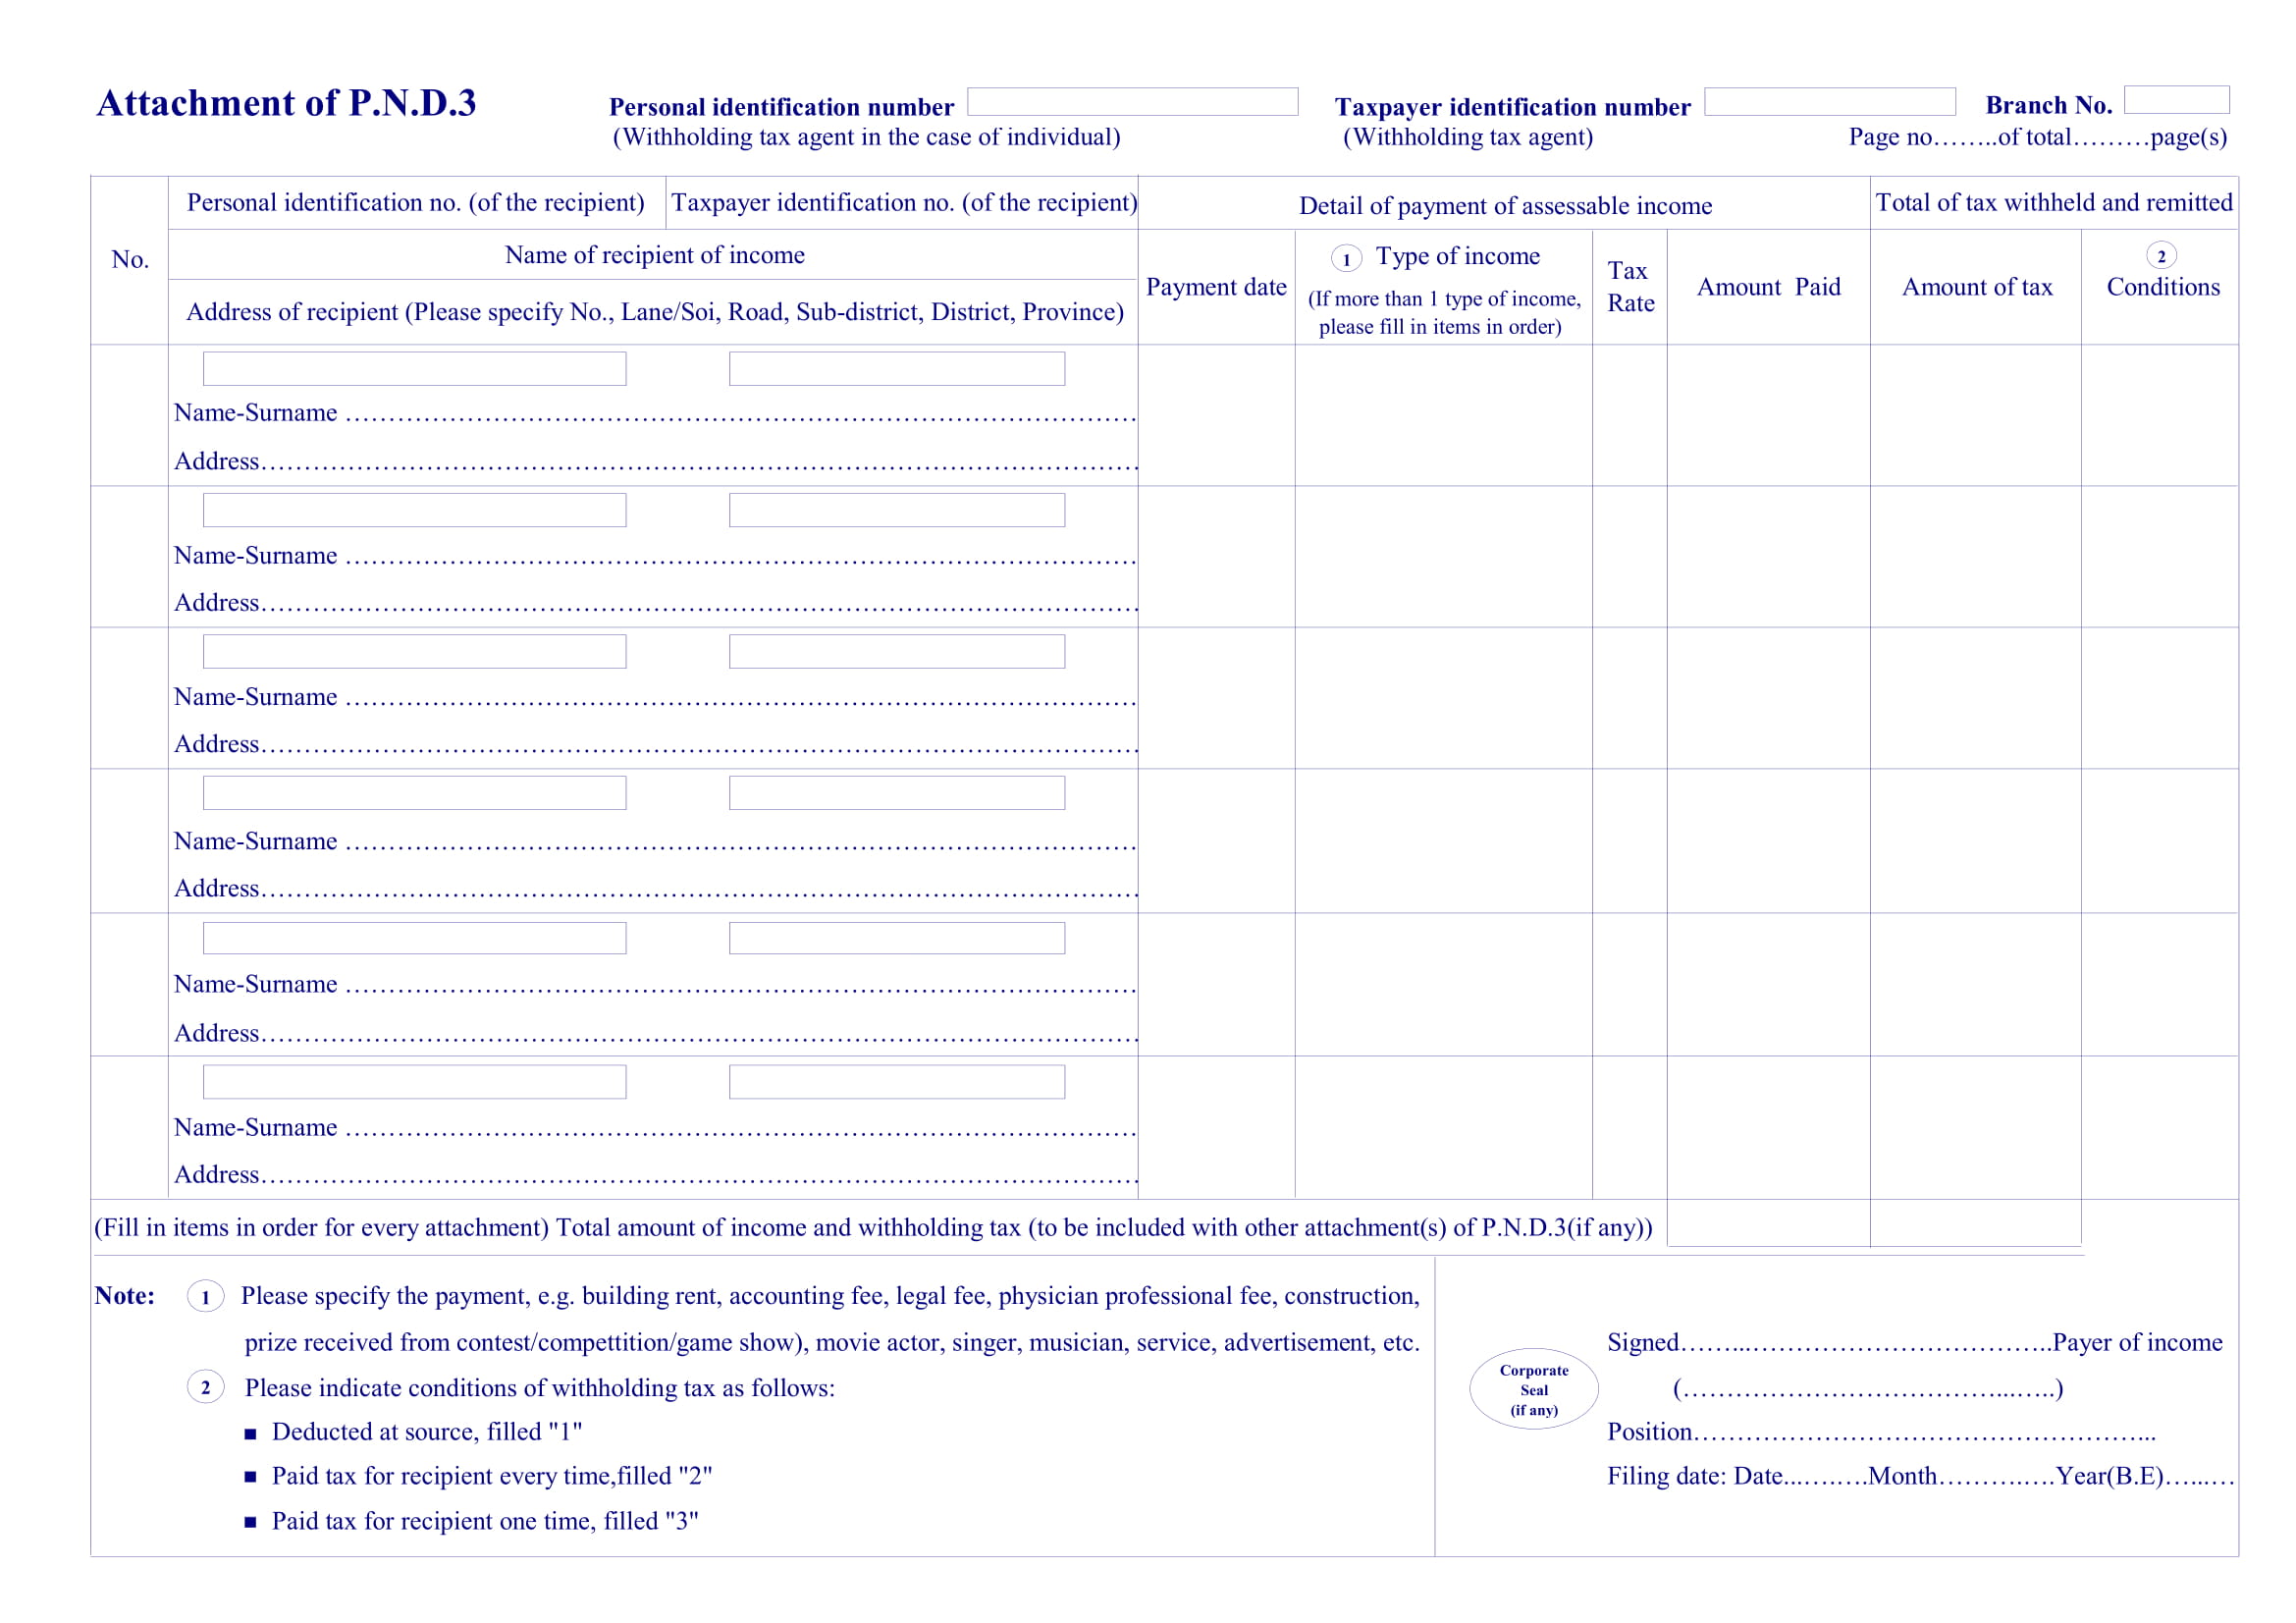 Attachment of P.N.D.3 Personal identification number Taxpayer identification number Branch No.
(Withholding tax agent in the case of individual) (Withholding tax agent) Page no……..of total………page(s)
No. Personal identification no. (of the recipient) Taxpayer identification no. (of the recipient) Detail of payment of assessable income Total of tax withheld and remitted
Name of recipient of income
Address of recipient (Please specify No., Lane/Soi, Road, Sub-district, District, Province)
Payment date
1 Type of income
(If more than 1 type of income,
please fill in items in order)
Tax
Rate
Amount Paid
Amount of tax
2
Conditions
Name-Surname ……………………………………………………………………………
Address……………………………………………………………………………………
Name-Surname ……………………………………………………………………………
Address……………………………………………………………………………………
Name-Surname ……………………………………………………………………………
Address……………………………………………………………………………………
Name-Surname ……………………………………………………………………………
Address……………………………………………………………………………………
Name-Surname ……………………………………………………………………………
Address……………………………………………………………………………………
Name-Surname ……………………………………………………………………………
Address……………………………………………………………………………………
(Fill in items in order for every attachment) Total amount of income and withholding tax (to be included with other attachment(s) of P.N.D.3(if any))
Note: 1 Please specify the payment, e.g. building rent, accounting fee, legal fee, physician professional fee, construction,
prize received from contest/compettition/game show), movie actor, singer, musician, service, advertisement, etc.
2 Please indicate conditions of withholding tax as follows:
■ Deducted at source, filled "1"
■ Paid tax for recipient every time,filled "2"
■ Paid tax for recipient one time, filled "3"
Corporate
Seal
(if any)
Signed……..……………………………..Payer of income
(………………………………...…..)
Position……………………………………………...
Filing date: Date...….….Month……….….Year(B.E)…...…